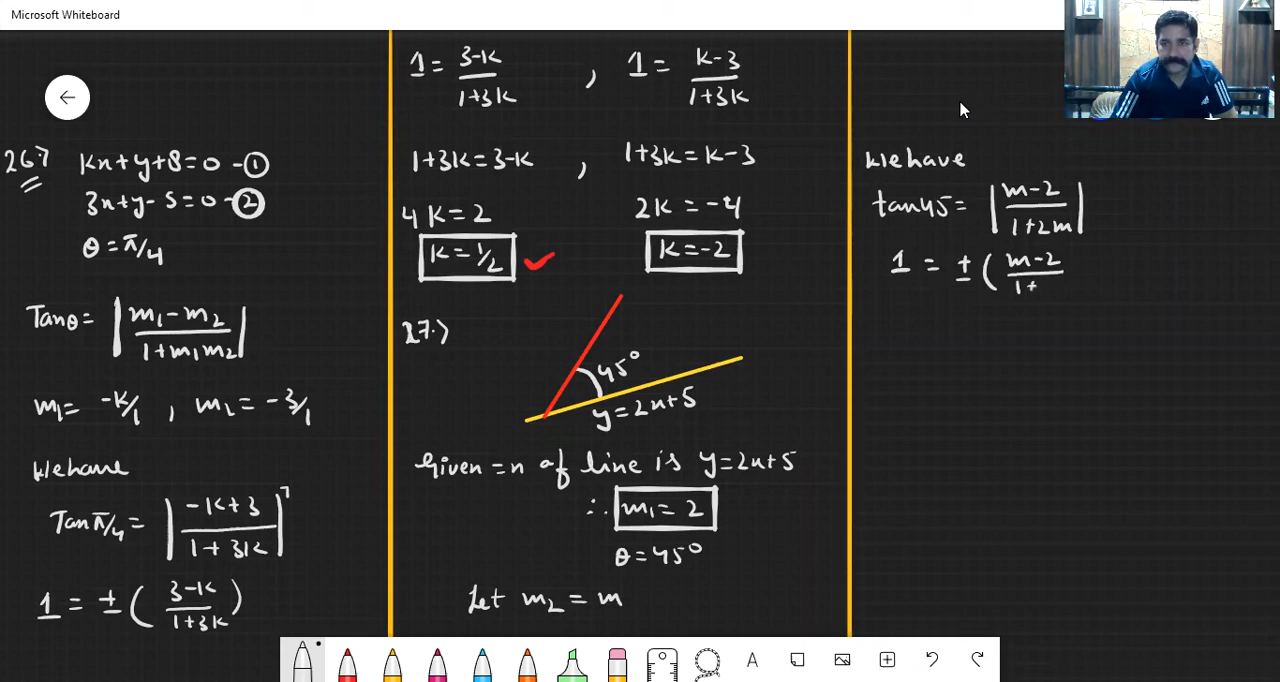 Microsoft Whiteboard
26.7
Kx+y+8=0 -①
3x+y-5=0 -②
θ = π/4
Tanθ = |m₁-m₂ / 1+m₁m₂|
m₁= -K/1 , m₂ = -3/1
We have
Tan π/4 = |-K+3 / 1+3K|
1 = ± ( 3-K / 1+3K )
1 = 3-K / 1+3K , 1 = K-3 / 1+3K
1+3K = 3-K , 1+3K = K-3
4K = 2 2K = -4
K = 1/2 ✓ K = -2
27.>
45°
y=2x+5
Given =n of line is y=2x+5
∴ m₁ = 2
θ = 45°
Let m₂ = m
We have
tan45 = |m-2 / 1+2m|
1 = ± ( m-2 / 1+
A